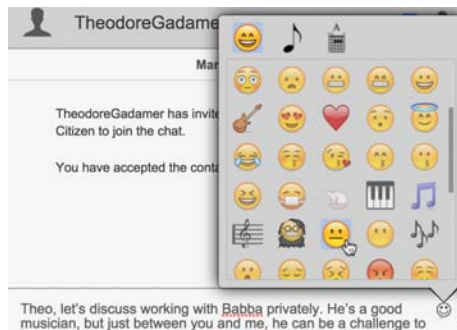 TheodoreGadame
Mar
TheodoreGadamer has invite
Citizen to join the chat.
You have accepted the conta
Theo, let's discuss working with Babba privately. He's a good
musician, but just between you and me, he can be a challenge to